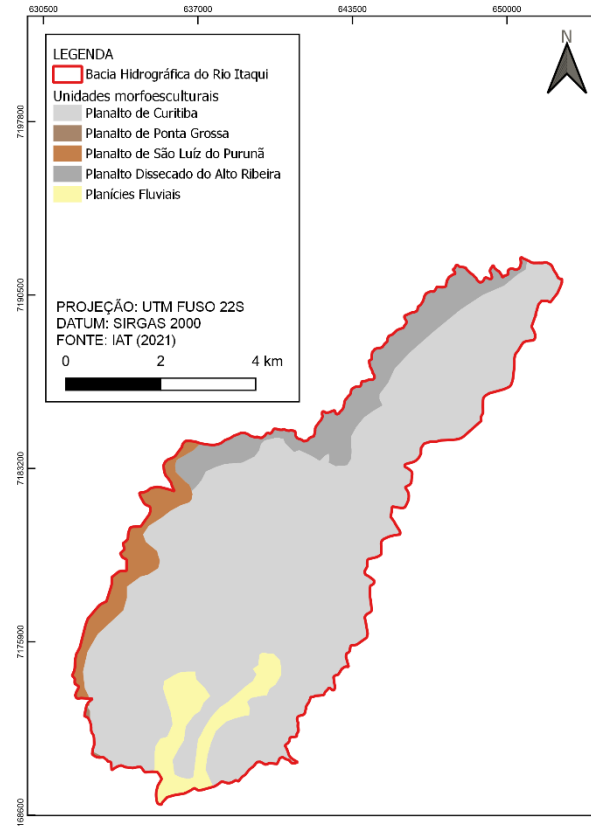 630500 637000 643500 650000
N
LEGENDA
Bacia Hidrográfica do Rio Itaqui
Unidades morfoesculturais
Planalto de Curitiba
Planalto de Ponta Grossa
Planalto de São Luíz do Purunã
Planalto Dissecado do Alto Ribeira
Planícies Fluviais
PROJEÇÃO: UTM FUSO 22S
DATUM: SIRGAS 2000
FONTE: IAT (2021)
0 2 4 km
7197800
7190500
7183200
7175900
168600